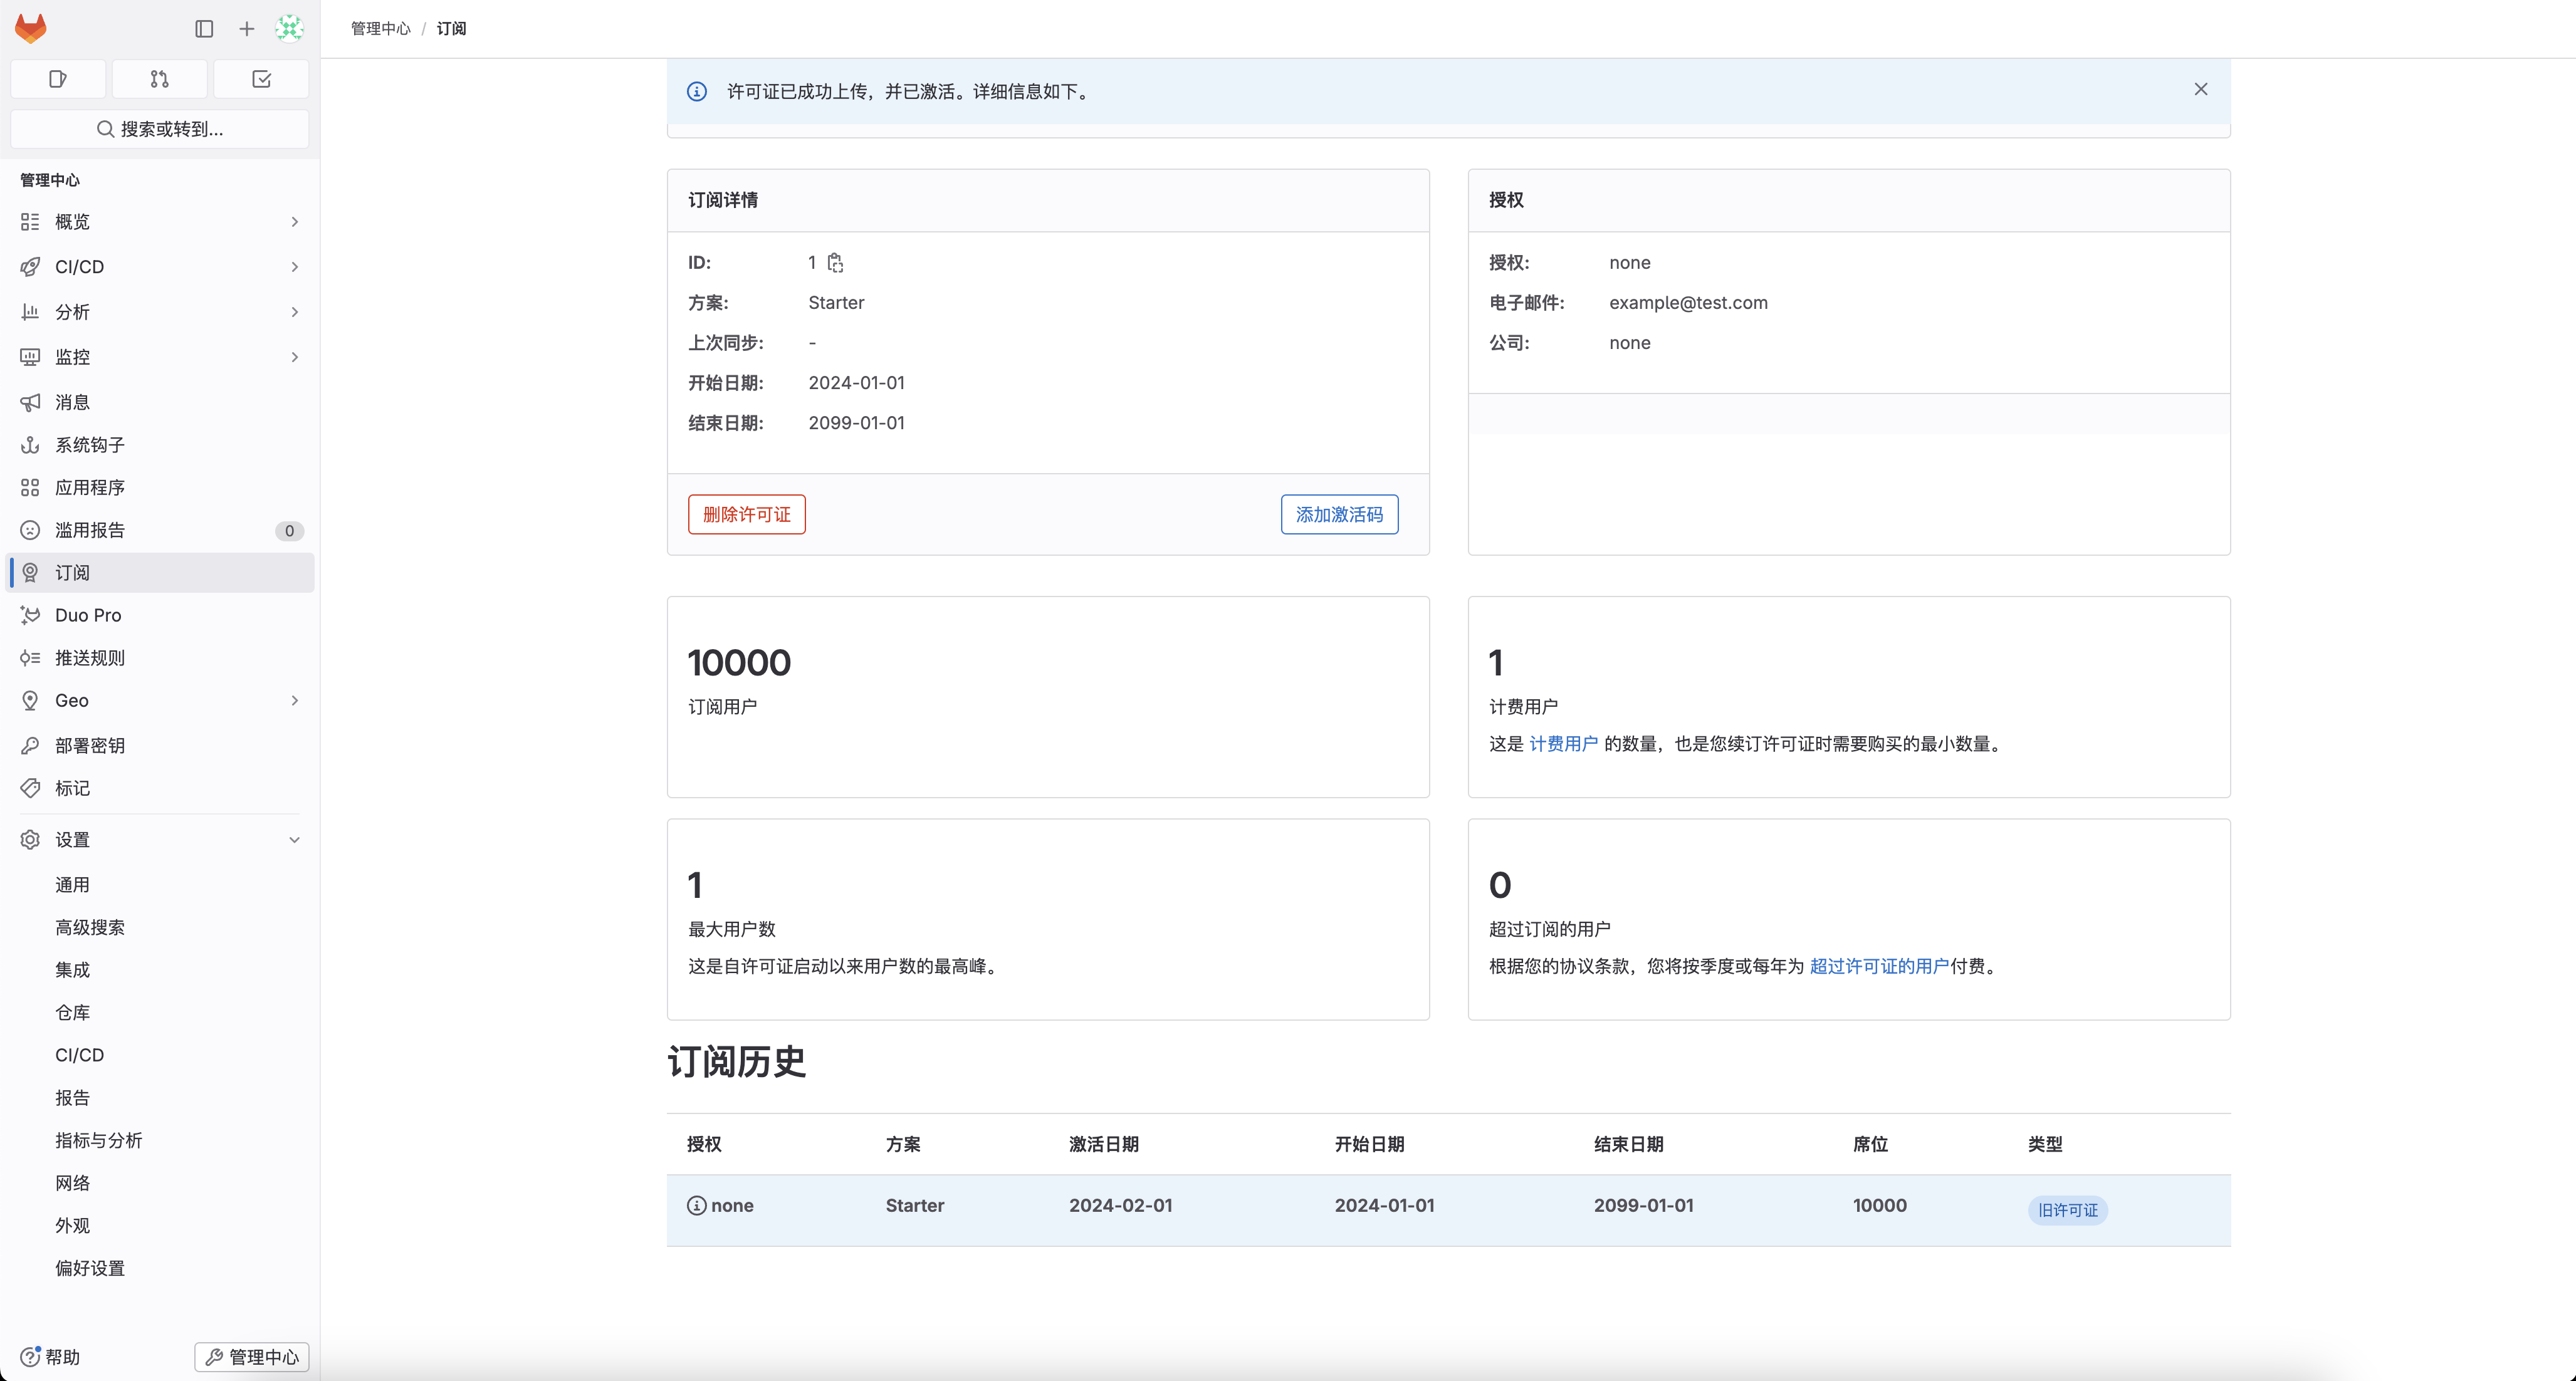 管理中心 / 订阅
搜索或转到...
管理中心
概览
CI/CD
分析
监控
消息
系统钩子
应用程序
滥用报告 0
订阅
Duo Pro
推送规则
Geo
部署密钥
标记
设置
通用
高级搜索
集成
仓库
CI/CD
报告
指标与分析
网络
外观
偏好设置
帮助
管理中心
许可证已成功上传，并已激活。详细信息如下。
订阅详情
ID: 1
方案: Starter
上次同步: -
开始日期: 2024-01-01
结束日期: 2099-01-01
删除许可证
添加激活码
授权
授权: none
电子邮件: example@test.com
公司: none
10000
订阅用户
1
计费用户
这是 计费用户 的数量，也是您续订许可证时需要购买的最小数量。
1
最大用户数
这是自许可证启动以来用户数的最高峰。
0
超过订阅的用户
根据您的协议条款，您将按季度或每年为 超过许可证的用户付费。
订阅历史
授权 方案 激活日期 开始日期 结束日期 席位 类型
none Starter 2024-02-01 2024-01-01 2099-01-01 10000 旧许可证